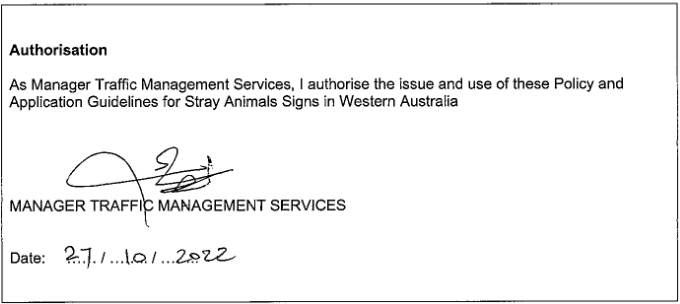 Authorisation
As Manager Traffic Management Services, I authorise the issue and use of these Policy and
Application Guidelines for Stray Animals Signs in Western Australia
MANAGER TRAFFIC MANAGEMENT SERVICES
Date: 27/10/2022